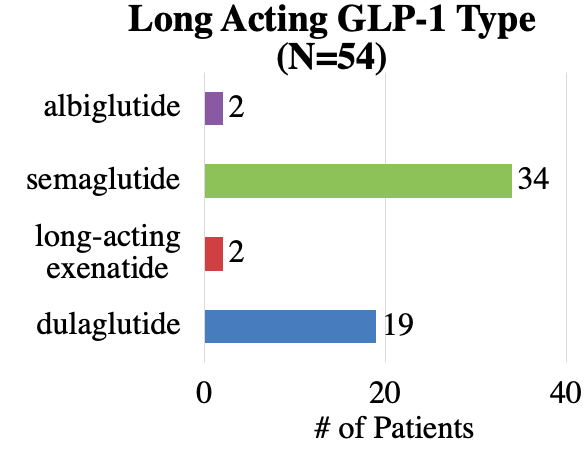 Long Acting GLP-1 Type
(N=54)
albiglutide
2
semaglutide
34
long-acting
exenatide
2
dulaglutide
19
0
20
40
# of Patients